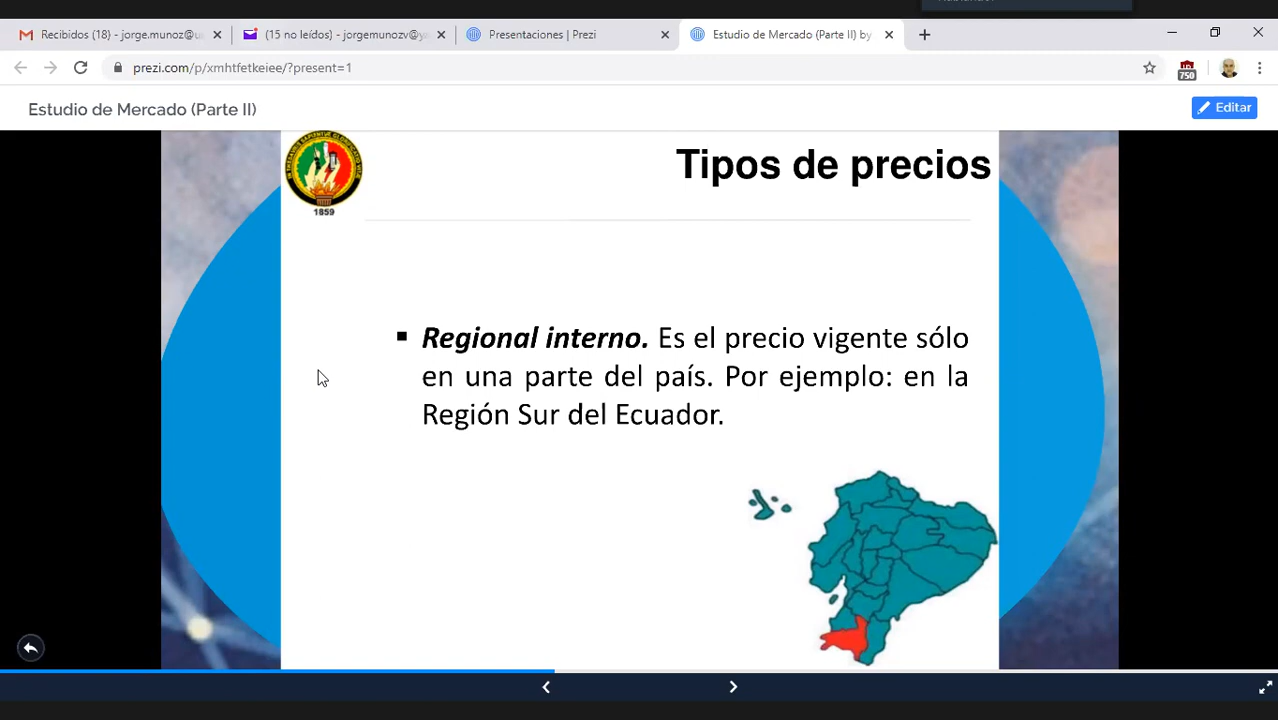 Recibidos (18) - jorge.munoz@u
(15 no leídos) - jorgemunozv@y
Presentaciones | Prezi
Estudio de Mercado (Parte II) by
prezi.com/p/xmhtfetkeiee/?present=1
750
Estudio de Mercado (Parte II)
Editar
Tipos de precios
1859
▪ Regional interno. Es el precio vigente sólo
en una parte del país. Por ejemplo: en la
Región Sur del Ecuador.